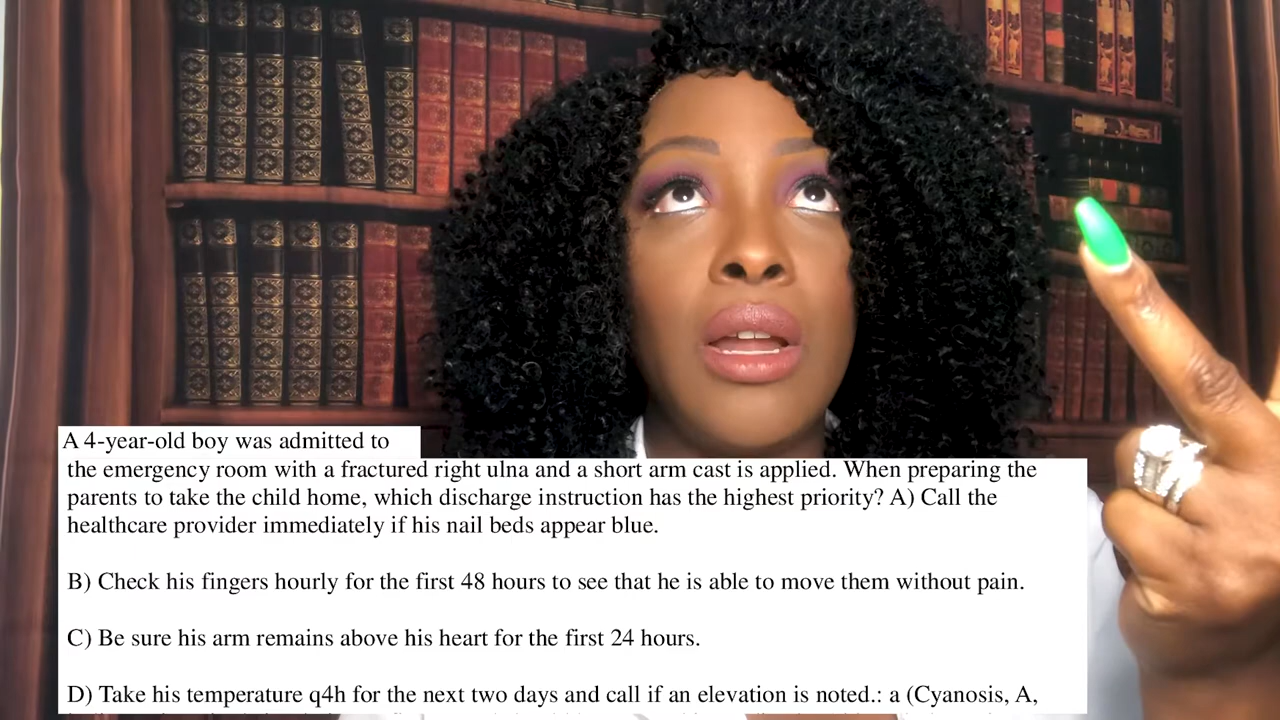 A 4-year-old boy was admitted to
the emergency room with a fractured right ulna and a short arm cast is applied. When preparing the
parents to take the child home, which discharge instruction has the highest priority? A) Call the
healthcare provider immediately if his nail beds appear blue.
B) Check his fingers hourly for the first 48 hours to see that he is able to move them without pain.
C) Be sure his arm remains above his heart for the first 24 hours.
D) Take his temperature q4h for the next two days and call if an elevation is noted.: a (Cyanosis, A,